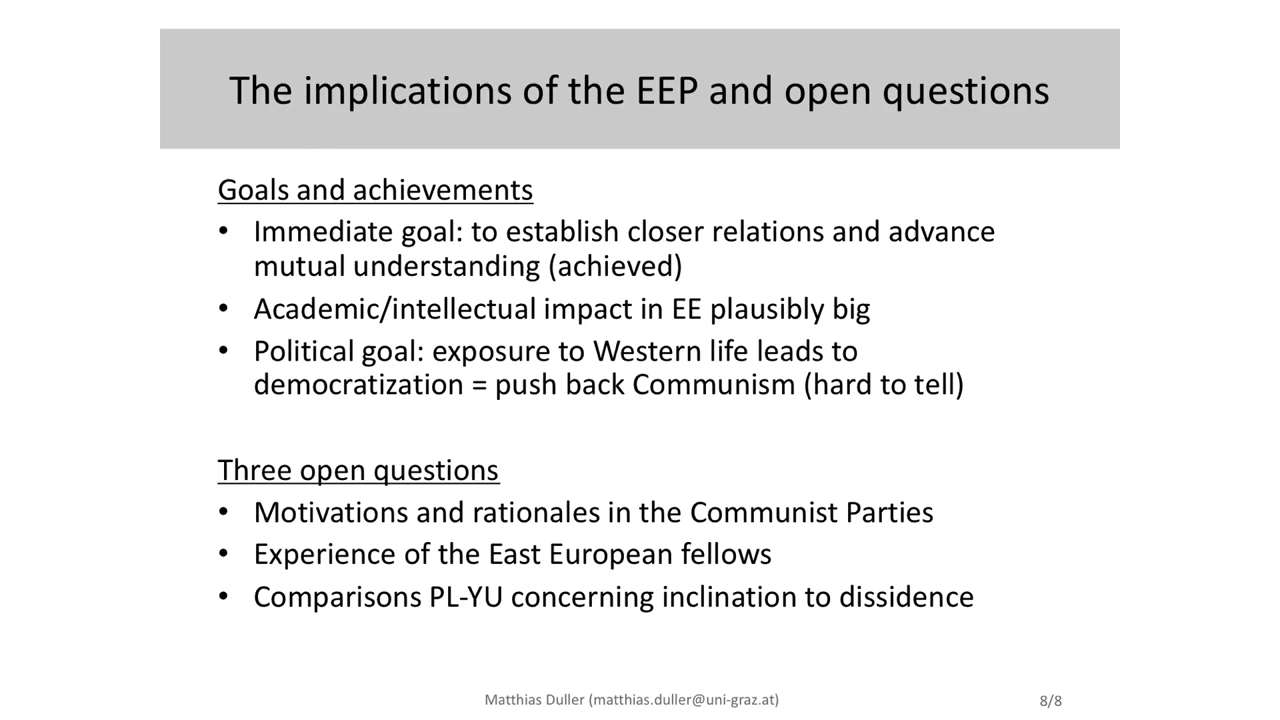 The implications of the EEP and open questions
Goals and achievements
• Immediate goal: to establish closer relations and advance
mutual understanding (achieved)
• Academic/intellectual impact in EE plausibly big
• Political goal: exposure to Western life leads to
democratization = push back Communism (hard to tell)
Three open questions
• Motivations and rationales in the Communist Parties
• Experience of the East European fellows
• Comparisons PL-YU concerning inclination to dissidence
Matthias Duller (matthias.duller@uni-graz.at)
8/8